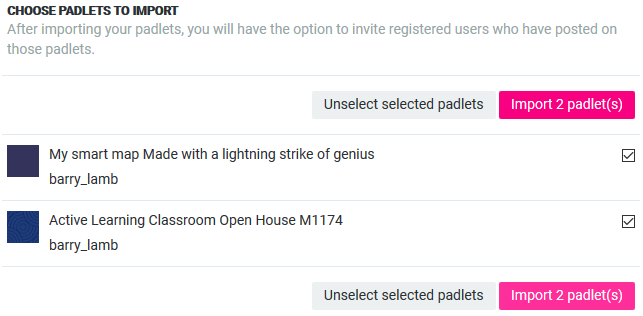 CHOOSE PADLETS TO IMPORT
After importing your padlets, you will have the option to invite registered users who have posted on
those padlets.
Unselect selected padlets Import 2 padlet(s)
My smart map Made with a lightning strike of genius
barry_lamb
Active Learning Classroom Open House M1174
barry_lamb
Unselect selected padlets Import 2 padlet(s)